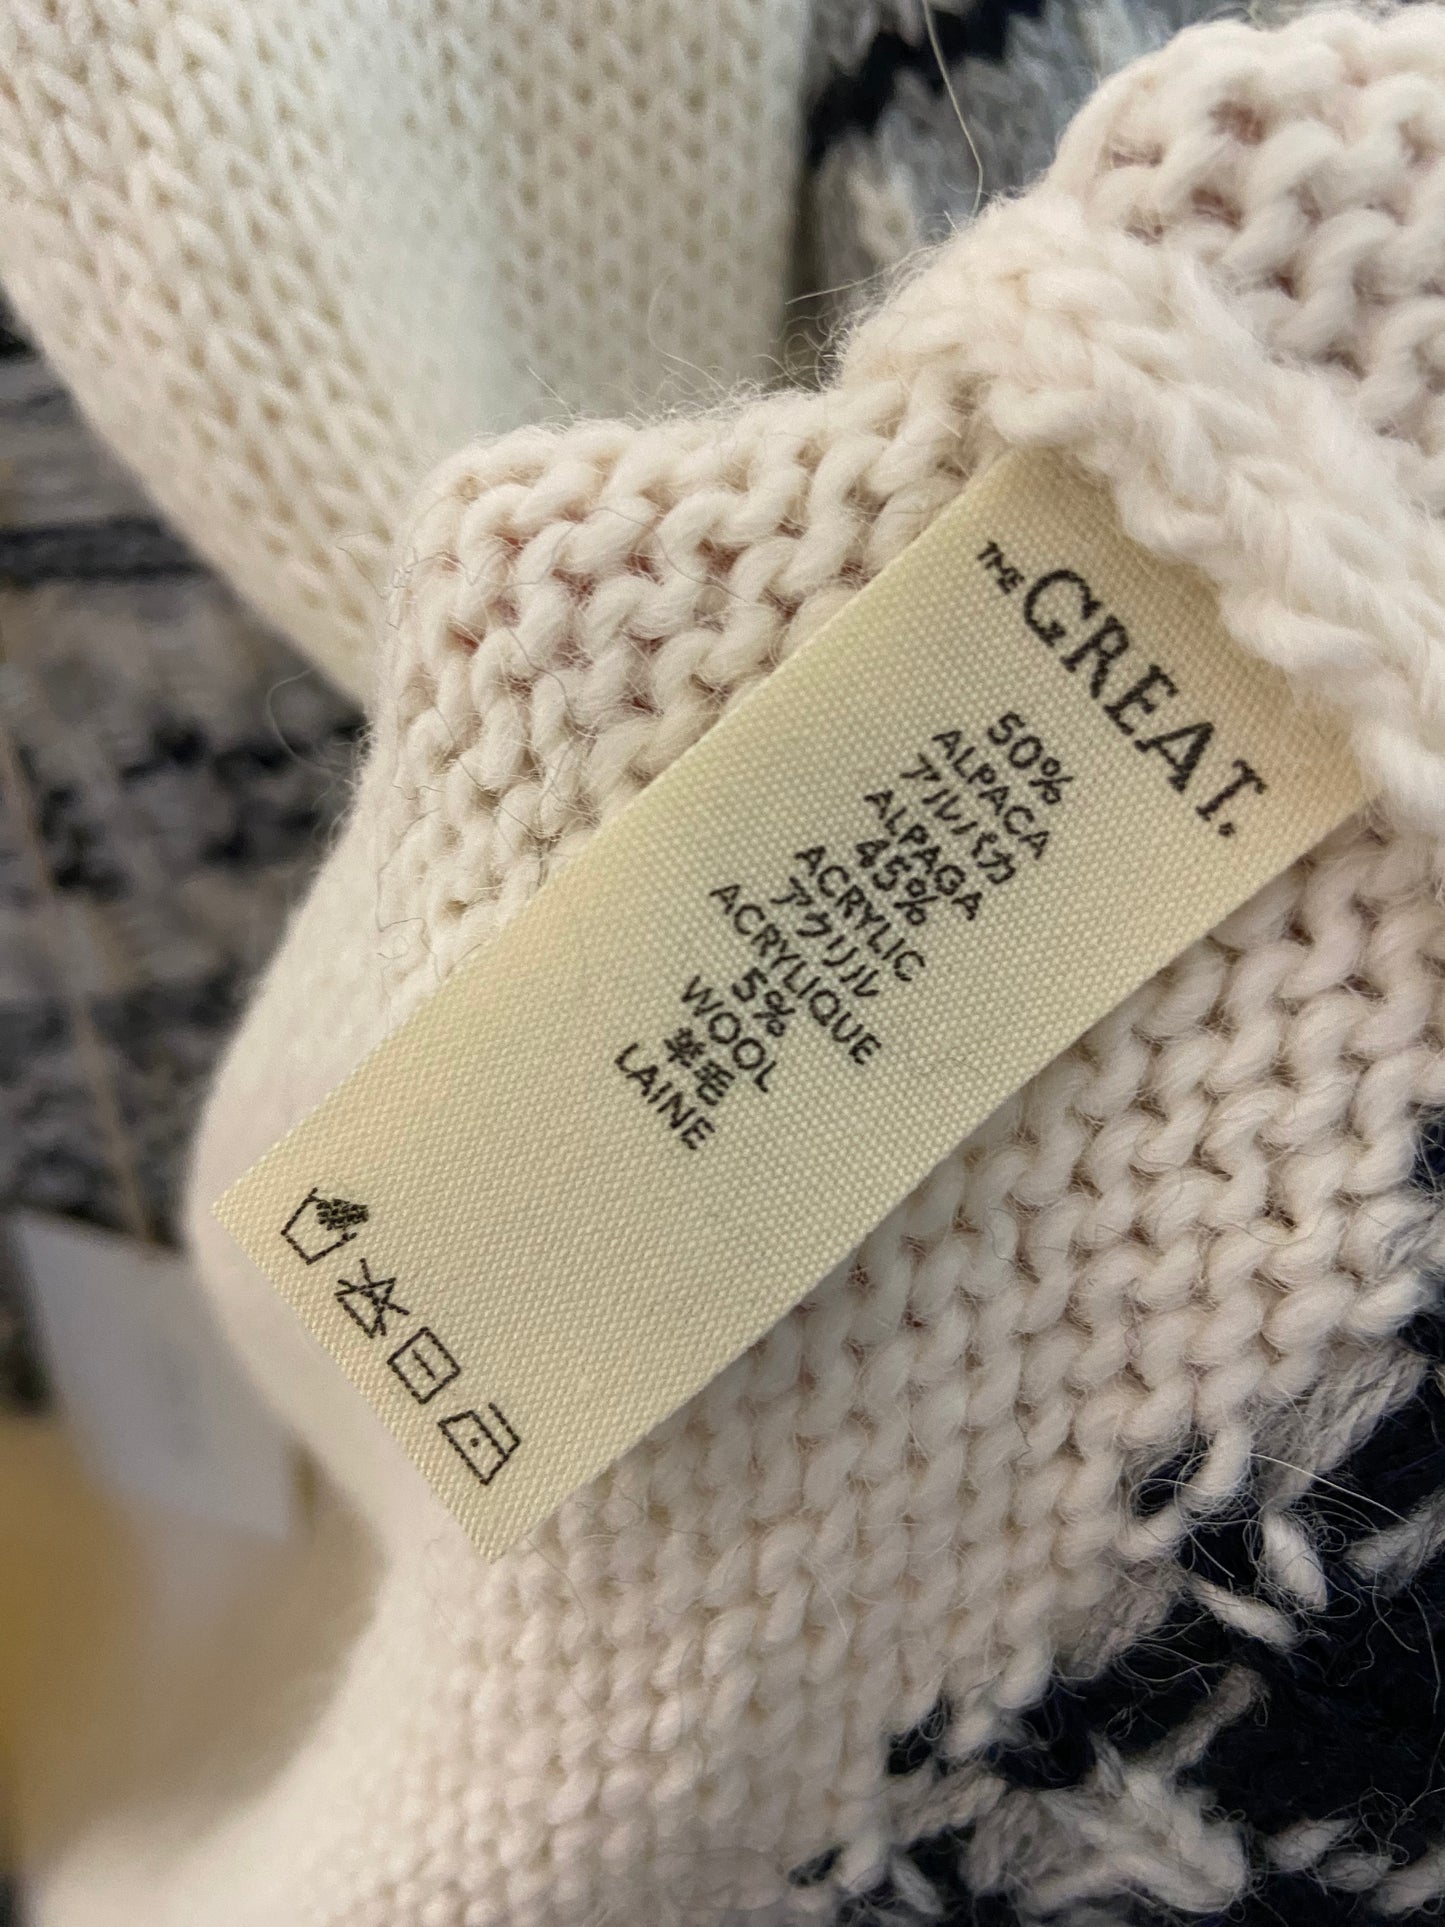 THE GREAT.
50%
ALPACA
アルパカ
ALPAGA
45%
ACRYLIC
アクリル
ACRYLIQUE
5%
WOOL
羊毛
LAINE